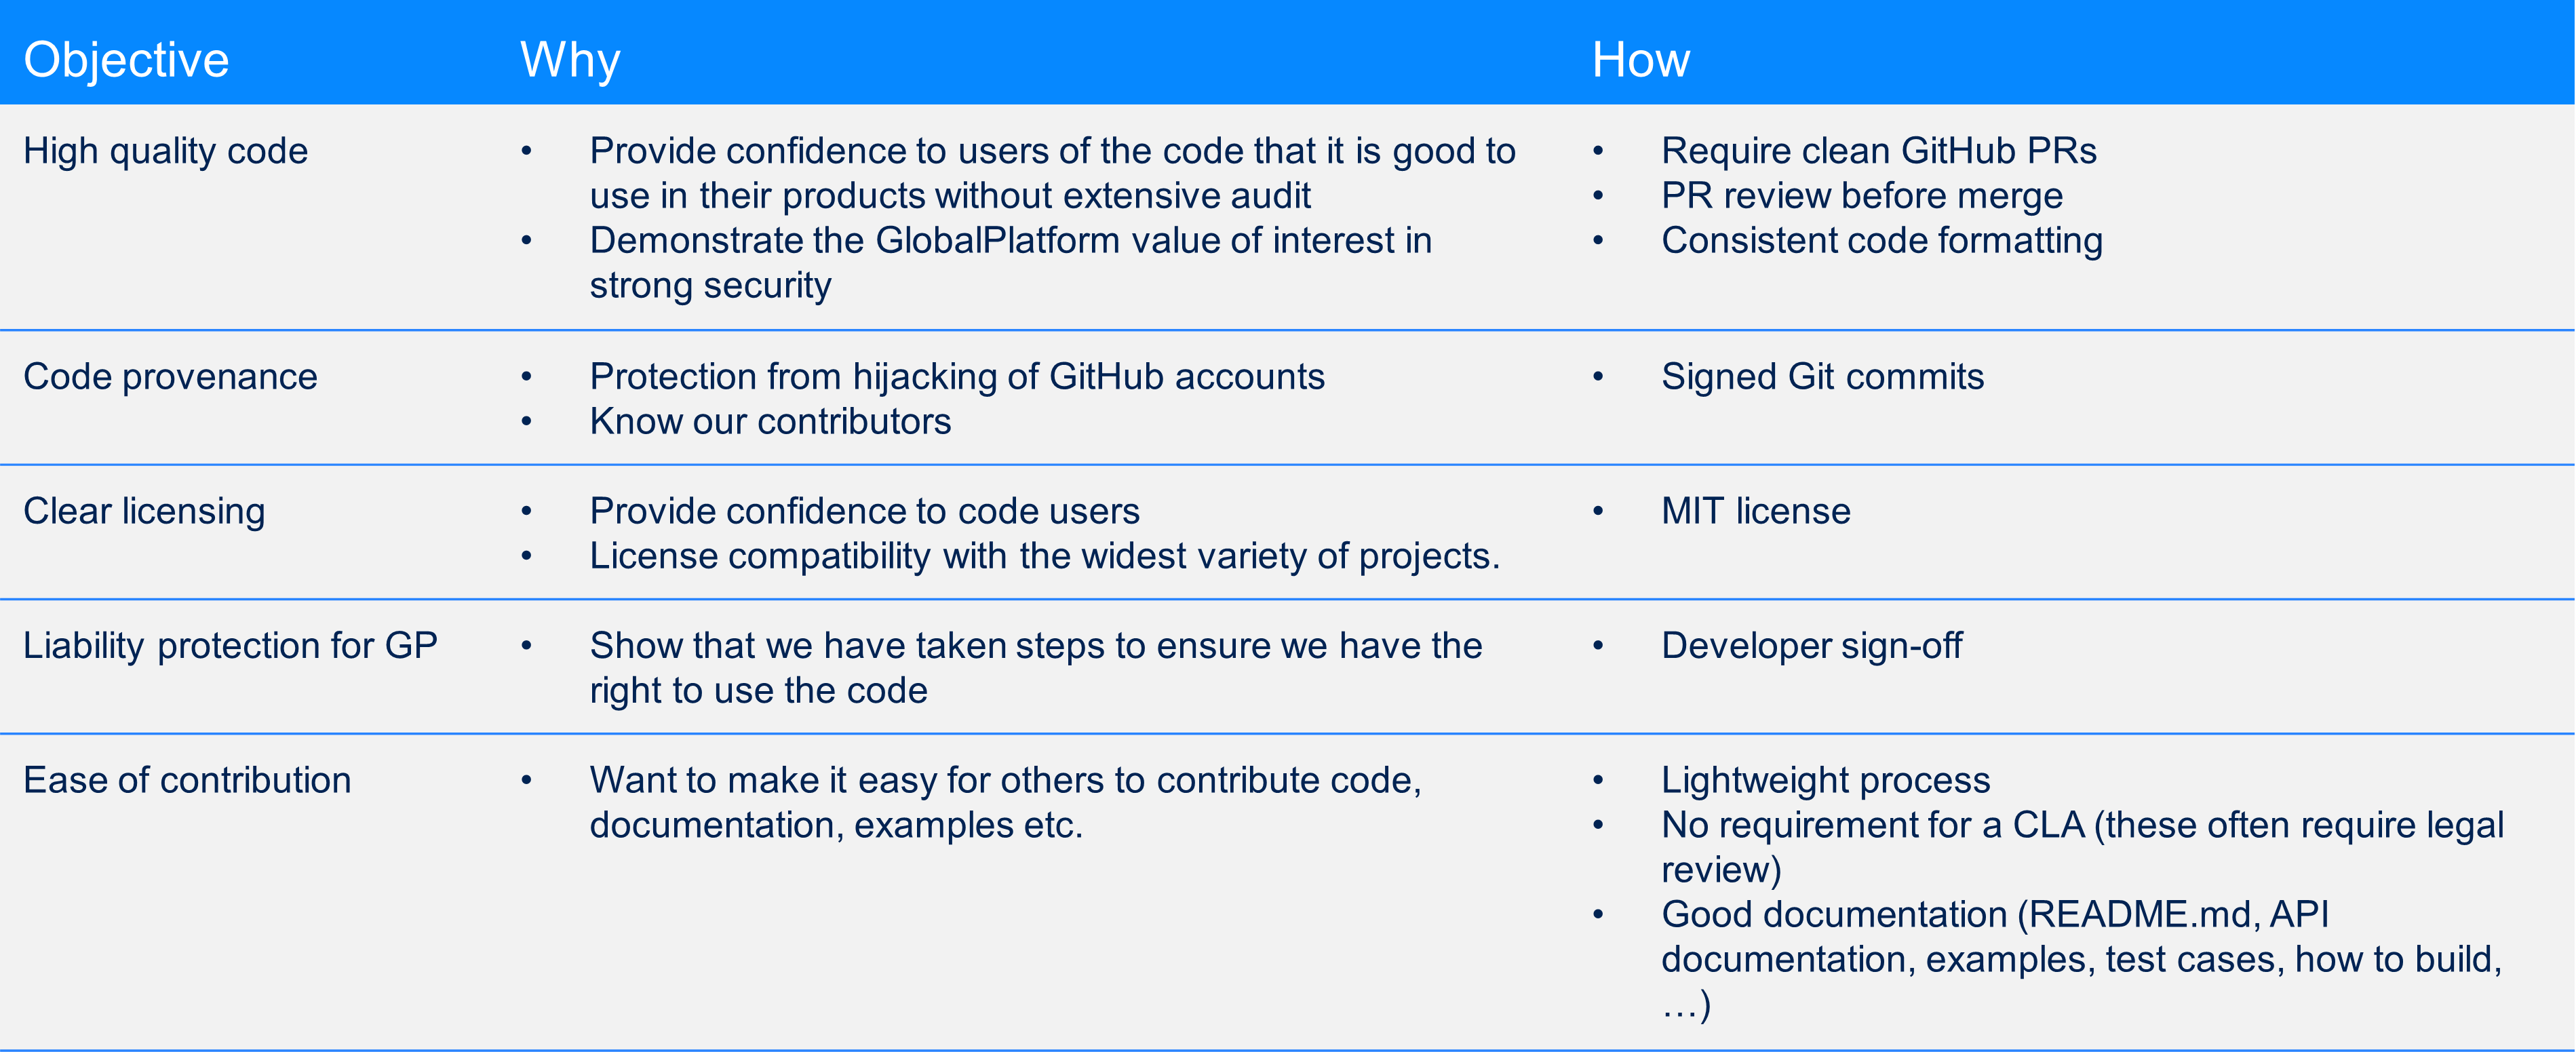 Objective Why How
High quality code
• Provide confidence to users of the code that it is good to
use in their products without extensive audit
• Demonstrate the GlobalPlatform value of interest in
strong security
• Require clean GitHub PRs
• PR review before merge
• Consistent code formatting
Code provenance
• Protection from hijacking of GitHub accounts
• Know our contributors
• Signed Git commits
Clear licensing
• Provide confidence to code users
• License compatibility with the widest variety of projects.
• MIT license
Liability protection for GP
• Show that we have taken steps to ensure we have the
right to use the code
• Developer sign-off
Ease of contribution
• Want to make it easy for others to contribute code,
documentation, examples etc.
• Lightweight process
• No requirement for a CLA (these often require legal
review)
• Good documentation (README.md, API
documentation, examples, test cases, how to build,
…)